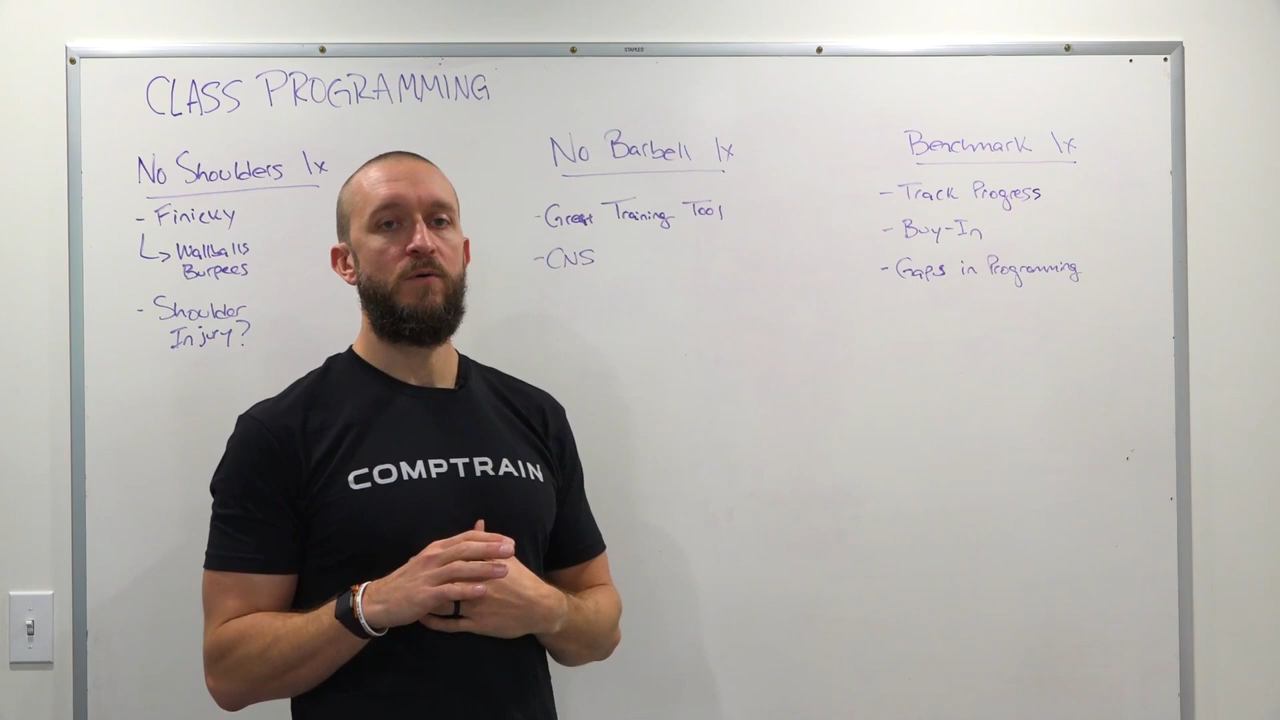 STAPLES
CLASS PROGRAMMING
No Shoulders 1x
- Finicky
Wallballs
Burpees
- Shoulder
Injury?
No Barbell 1x
- Great Training Tool
- CNS
Benchmark 1x
- Track Progress
- Buy-In
- Gaps in Programming
COMPTRAIN